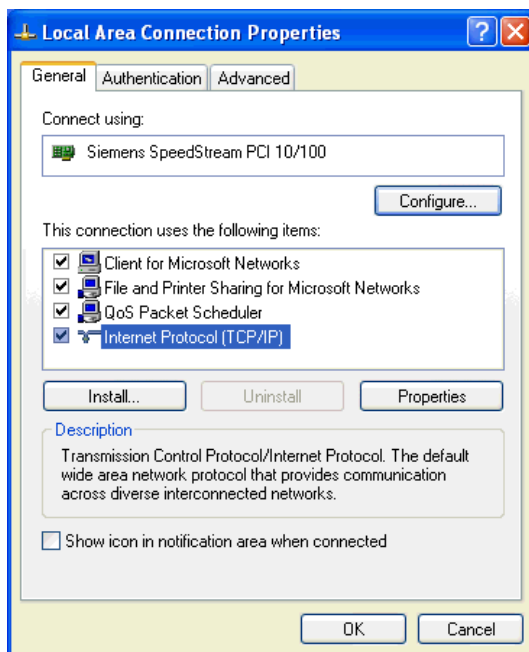 Local Area Connection Properties
General
Authentication
Advanced
Connect using:
Siemens SpeedStream PCI 10/100
Configure...
This connection uses the following items:
Client for Microsoft Networks
File and Printer Sharing for Microsoft Networks
QoS Packet Scheduler
Internet Protocol (TCP/IP)
Install...
Uninstall
Properties
Description
Transmission Control Protocol/Internet Protocol. The default
wide area network protocol that provides communication
across diverse interconnected networks.
Show icon in notification area when connected
OK
Cancel